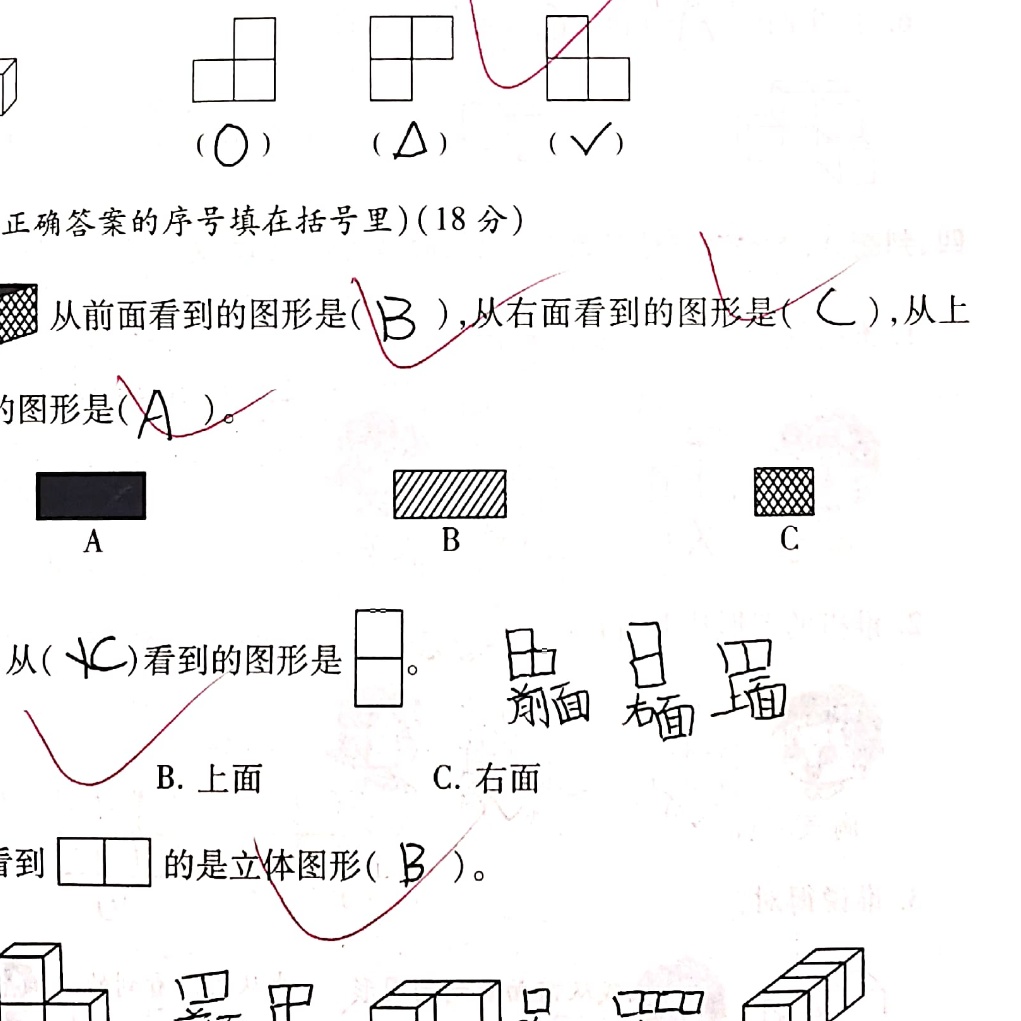 (O) (△) (✓)
正确答案的序号填在括号里)(18分)
从前面看到的图形是( B ),从右面看到的图形是( C ),从上
的图形是( A )。
A B C
从( C )看到的图形是 。
前面 右面 上面
B. 上面 C. 右面
看到 的是立体图形( B )。